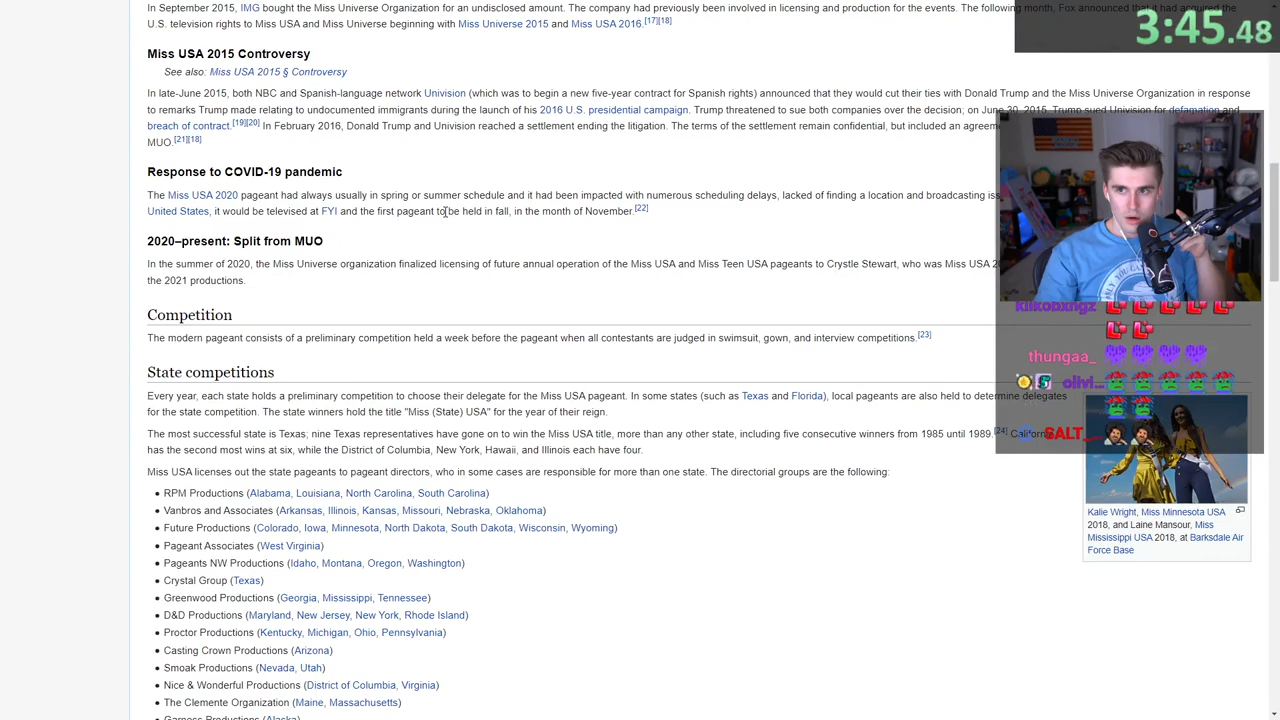 In September 2015, IMG bought the Miss Universe Organization for an undisclosed amount. The company had previously been involved in licensing and production for the events. The following month, Fox announced that it had acquired the
U.S. television rights to Miss USA and Miss Universe beginning with Miss Universe 2015 and Miss USA 2016.[17][18]
3:45.48
Miss USA 2015 Controversy
See also: Miss USA 2015 § Controversy
In late-June 2015, both NBC and Spanish-language network Univision (which was to begin a new five-year contract for Spanish rights) announced that they would cut their ties with Donald Trump and the Miss Universe Organization in response
to remarks Trump made relating to undocumented immigrants during the launch of his 2016 U.S. presidential campaign. Trump threatened to sue both companies over the decision; on June 30, 2015, Trump sued Univision for defamation and
breach of contract.[19][20] In February 2016, Donald Trump and Univision reached a settlement ending the litigation. The terms of the settlement remain confidential, but included an
MUO.[21][18]
Response to COVID-19 pandemic
The Miss USA 2020 pageant had always usually in spring or summer schedule and it had been impacted with numerous scheduling delays, lacked of finding a location and broadcasting
United States, it would be televised at FYI and the first pageant to be held in fall, in the month of November.[22]
2020–present: Split from MUO
In the summer of 2020, the Miss Universe organization finalized licensing of future annual operation of the Miss USA and Miss Teen USA pageants to Crystle Stewart, who was Miss USA
the 2021 productions.
Competition
The modern pageant consists of a preliminary competition held a week before the pageant when all contestants are judged in swimsuit, gown, and interview competitions.[23]
State competitions
Every year, each state holds a preliminary competition to choose their delegate for the Miss USA pageant. In some states (such as Texas and Florida), local pageants are also held to determine delegates
for the state competition. The state winners hold the title "Miss (State) USA" for the year of their reign.
The most successful state is Texas; nine Texas representatives have gone on to win the Miss USA title, more than any other state, including five consecutive winners from 1985 until 1989.[24] California
has the second most wins at six, while the District of Columbia, New York, Hawaii, and Illinois each have four.
Miss USA licenses out the state pageants to pageant directors, who in some cases are responsible for more than one state. The directorial groups are the following:
• RPM Productions (Alabama, Louisiana, North Carolina, South Carolina)
• Vanbros and Associates (Arkansas, Illinois, Kansas, Missouri, Nebraska, Oklahoma)
• Future Productions (Colorado, Iowa, Minnesota, North Dakota, South Dakota, Wisconsin, Wyoming)
• Pageant Associates (West Virginia)
• Pageants NW Productions (Idaho, Montana, Oregon, Washington)
• Crystal Group (Texas)
• Greenwood Productions (Georgia, Mississippi, Tennessee)
• D&D Productions (Maryland, New Jersey, New York, Rhode Island)
• Proctor Productions (Kentucky, Michigan, Ohio, Pennsylvania)
• Casting Crown Productions (Arizona)
• Smoak Productions (Nevada, Utah)
• Nice & Wonderful Productions (District of Columbia, Virginia)
• The Clemente Organization (Maine, Massachusetts)
• Garness Productions (Alaska)
thungaa_
olivi_
SALT_
Kalie Wright, Miss Minnesota USA
2018, and Laine Mansour, Miss
Mississippi USA 2018, at Barksdale Air
Force Base